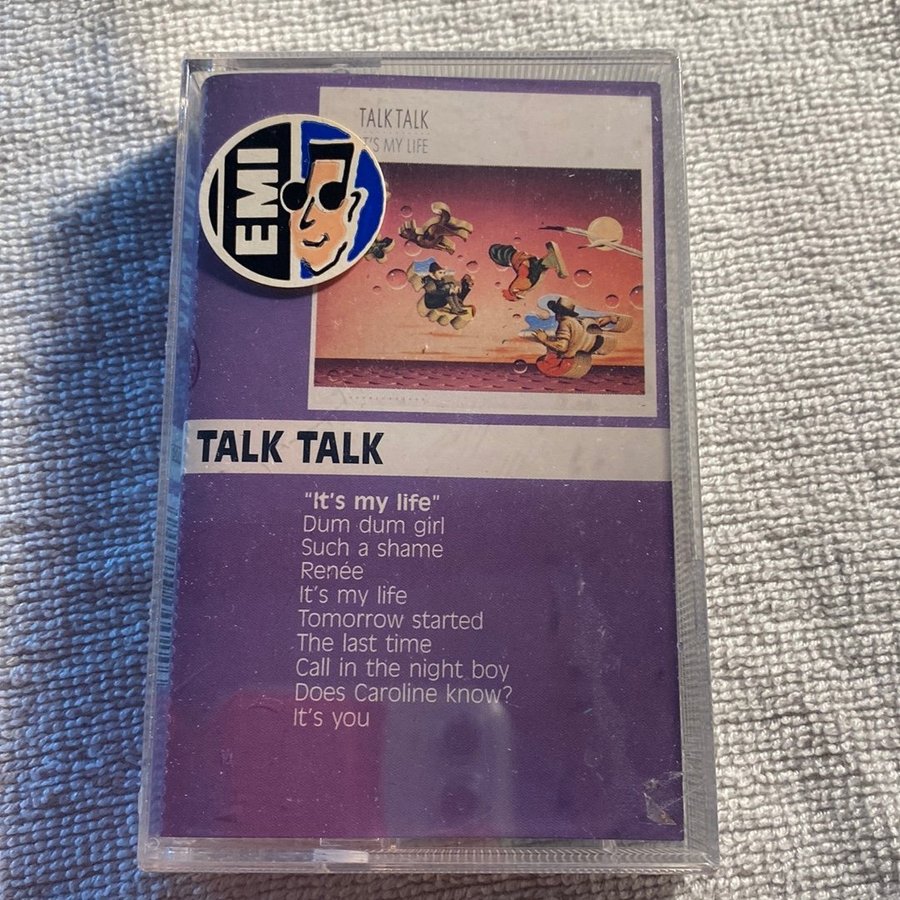 EMI
TALK TALK
IT'S MY LIFE
TALK TALK
"It's my life"
Dum dum girl
Such a shame
Renée
It's my life
Tomorrow started
The last time
Call in the night boy
Does Caroline know?
It's you